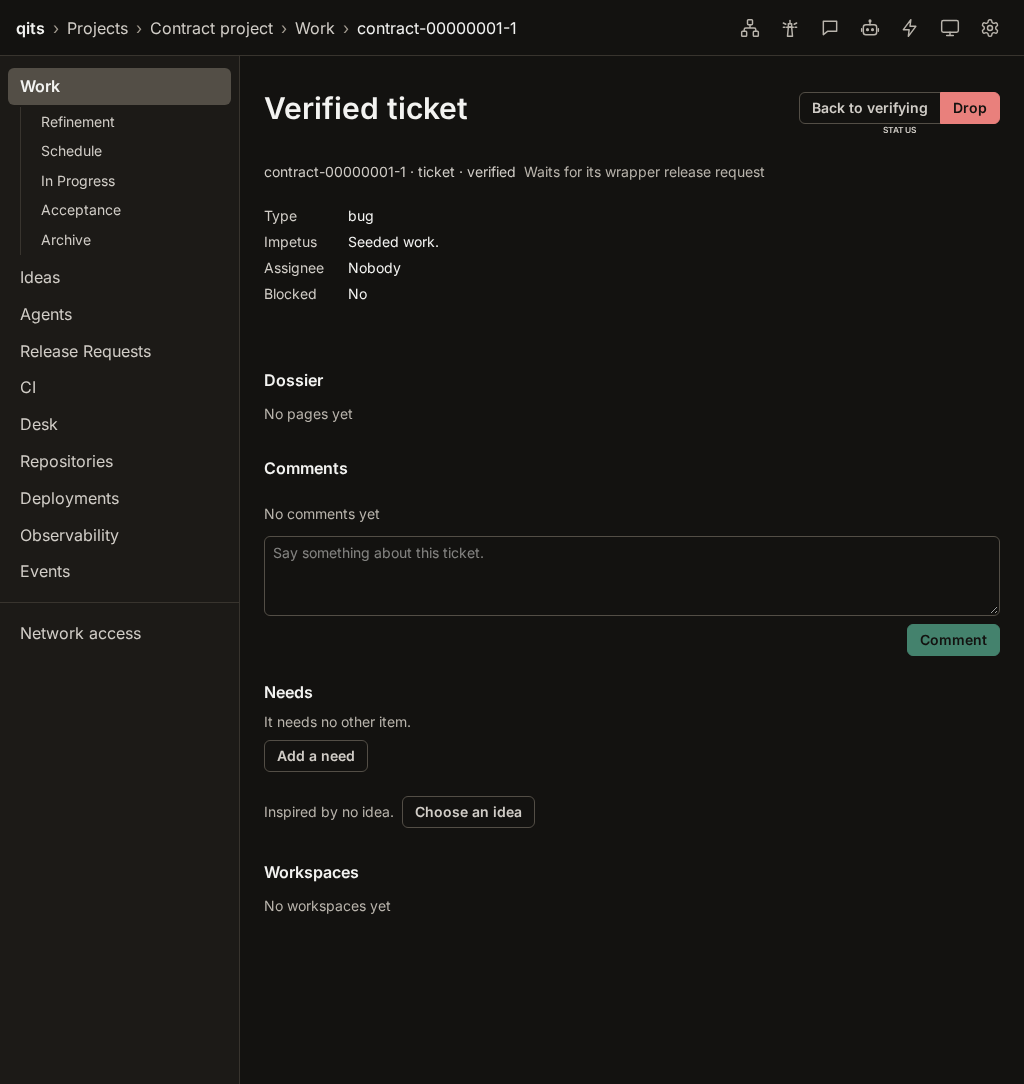 qits › Projects › Contract project › Work › contract-00000001-1
Work
Refinement
Schedule
In Progress
Acceptance
Archive
Ideas
Agents
Release Requests
CI
Desk
Repositories
Deployments
Observability
Events
Network access
Verified ticket
Back to verifying Drop
STATUS
contract-00000001-1 · ticket · verified Waits for its wrapper release request
Type bug
Impetus Seeded work.
Assignee Nobody
Blocked No
Dossier
No pages yet
Comments
No comments yet
Say something about this ticket.
Comment
Needs
It needs no other item.
Add a need
Inspired by no idea. Choose an idea
Workspaces
No workspaces yet